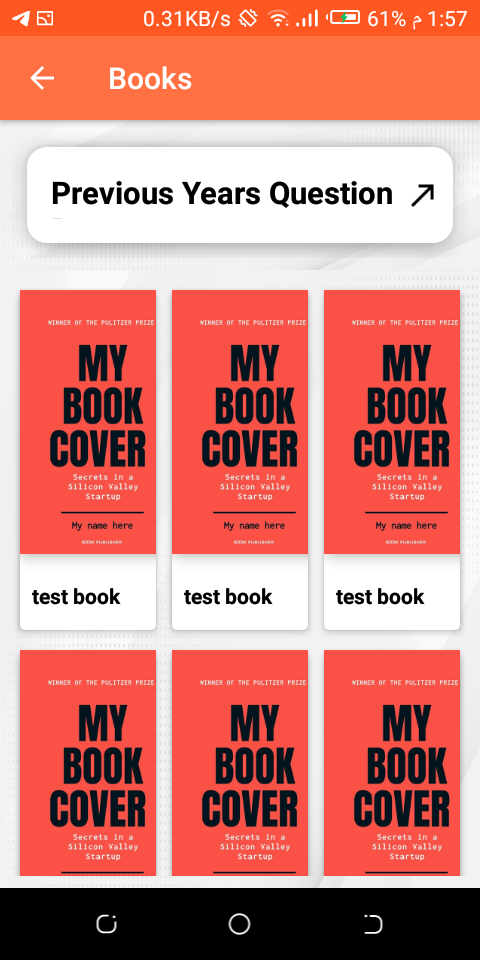 0.31KB/s 61% م 1:57
Books
Previous Years Question
WINNER OF THE PULITZER PRIZE WINNER OF THE PULITZER PRIZE WINNER OF THE PULITZER PRIZE
MY MY MY
BOOK BOOK BOOK
COVER COVER COVER
Secrets in a Secrets in a Secrets in a
Silicon Valley Silicon Valley Silicon Valley
Startup Startup Startup
My name here My name here My name here
BOOK PUBLISHER BOOK PUBLISHER BOOK PUBLISHER
test book test book test book
WINNER OF THE PULITZER PRIZE WINNER OF THE PULITZER PRIZE WINNER OF THE PULITZER PRIZE
MY MY MY
BOOK BOOK BOOK
COVER COVER COVER
Secrets in a Secrets in a Secrets in a
Silicon Valley Silicon Valley Silicon Valley
Startup Startup Startup